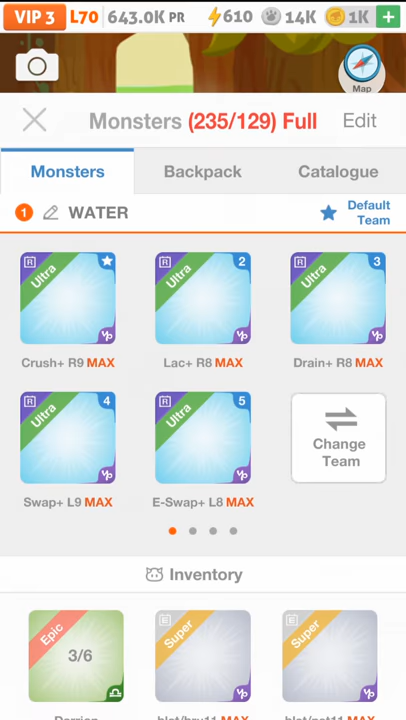 VIP 3 L70 643.0K PR 610 14K 1K
Map
Monsters (235/129) Full Edit
Monsters Backpack Catalogue
1 WATER Default Team
R Ultra
R Ultra 2
R Ultra 3
Crush+ R9 MAX Lac+ R8 MAX Drain+ R8 MAX
R Ultra 4
R Ultra 5
Change Team
Swap+ L9 MAX E-Swap+ L8 MAX
Inventory
Epic 3/6
E Super
E Super